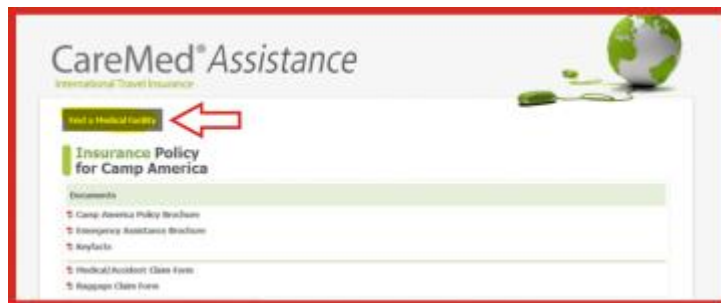 CareMed® Assistance
International Travel Insurance
Find a Medical Facility
Insurance Policy
for Camp America
Documents
Camp America Policy Brochure
Emergency Assistance Brochure
Keyfacts
Medical/Accident Claim Form
Baggage Claim Form